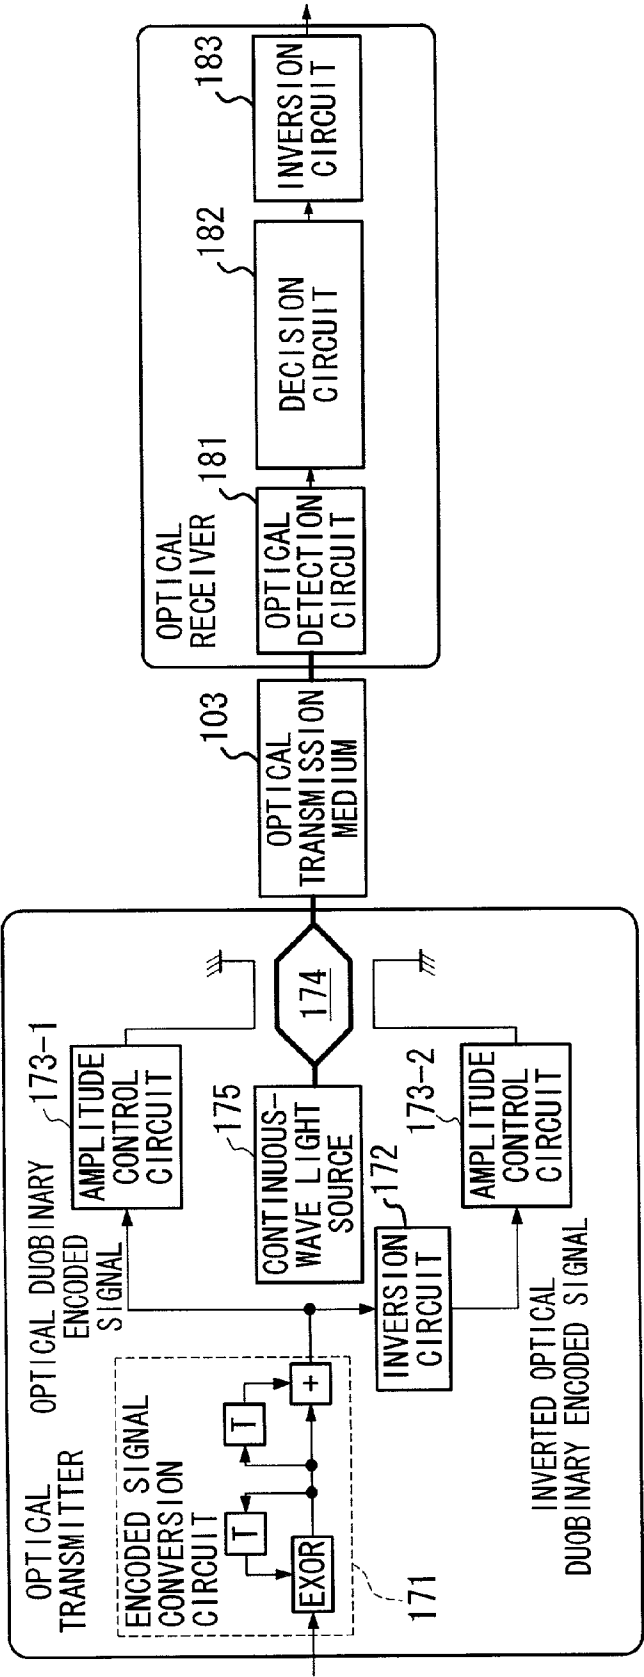 OPTICAL
TRANSMITTER
ENCODED SIGNAL
CONVERSION
CIRCUIT
EXOR
T
T
+
171
OPTICAL DUOBINARY
ENCODED
SIGNAL
INVERSION
CIRCUIT
172
INVERTED OPTICAL
DUOBINARY ENCODED SIGNAL
173-1
AMPLITUDE
CONTROL
CIRCUIT
175
CONTINUOUS-
WAVE LIGHT
SOURCE
173-2
AMPLITUDE
CONTROL
CIRCUIT
174
103
OPTICAL
TRANSMISSION
MEDIUM
OPTICAL
RECEIVER
181
OPTICAL
DETECTION
CIRCUIT
182
DECISION
CIRCUIT
183
INVERSION
CIRCUIT